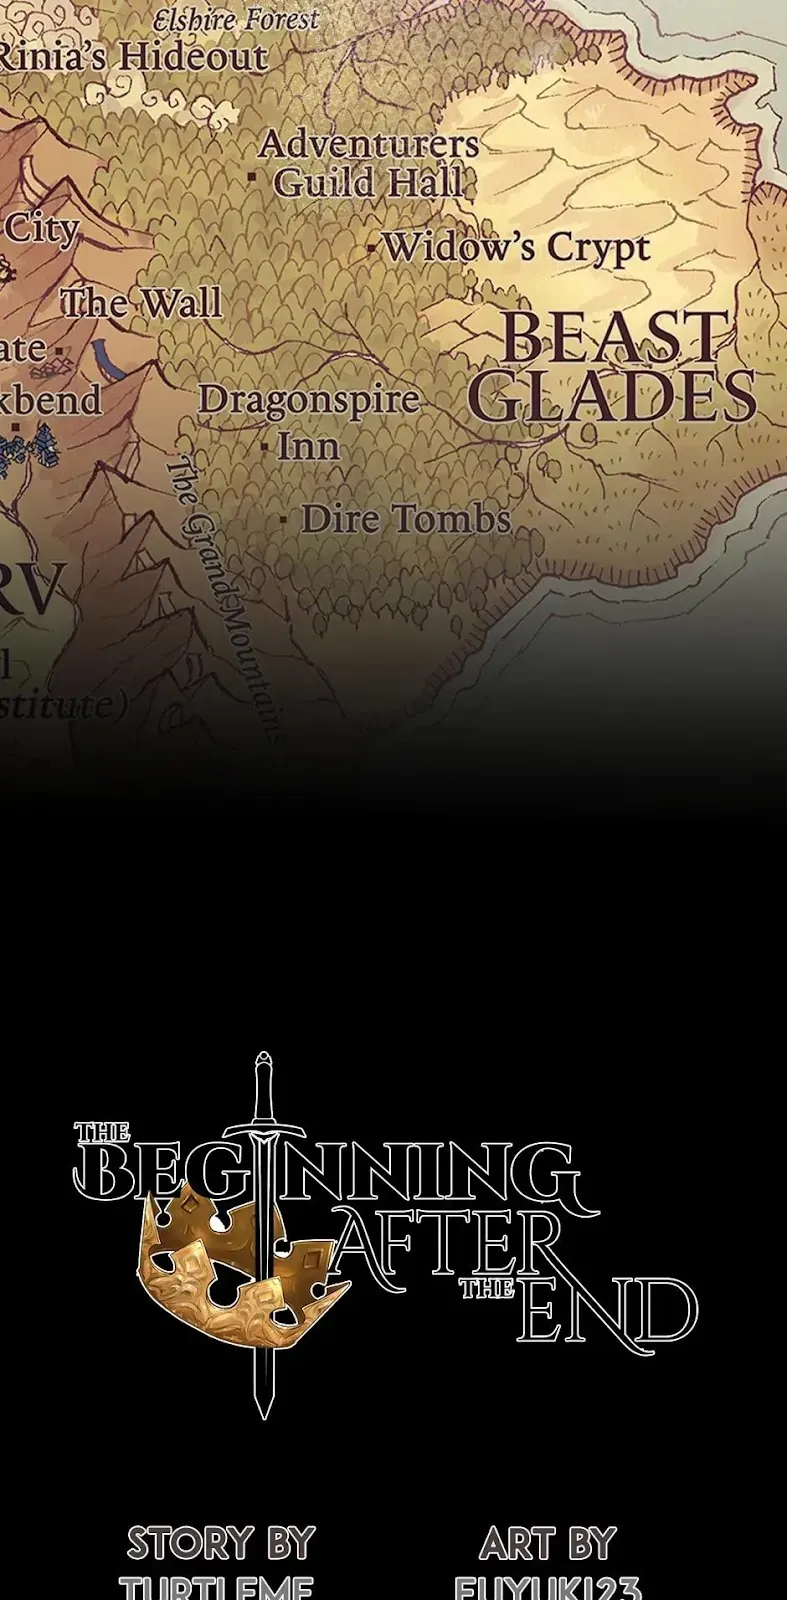 Elshire Forest
Rinia's Hideout
Adventurers
Guild Hall
City
Widow's Crypt
The Wall
BEAST
GLADES
ate
kbend
Dragonspire
Inn
The Grand Mountains
Dire Tombs
RV
l
stitute)
THE
BEGINNING
AFTER
THE END
STORY BY
ART BY
TURTLEME
FUYUKI23